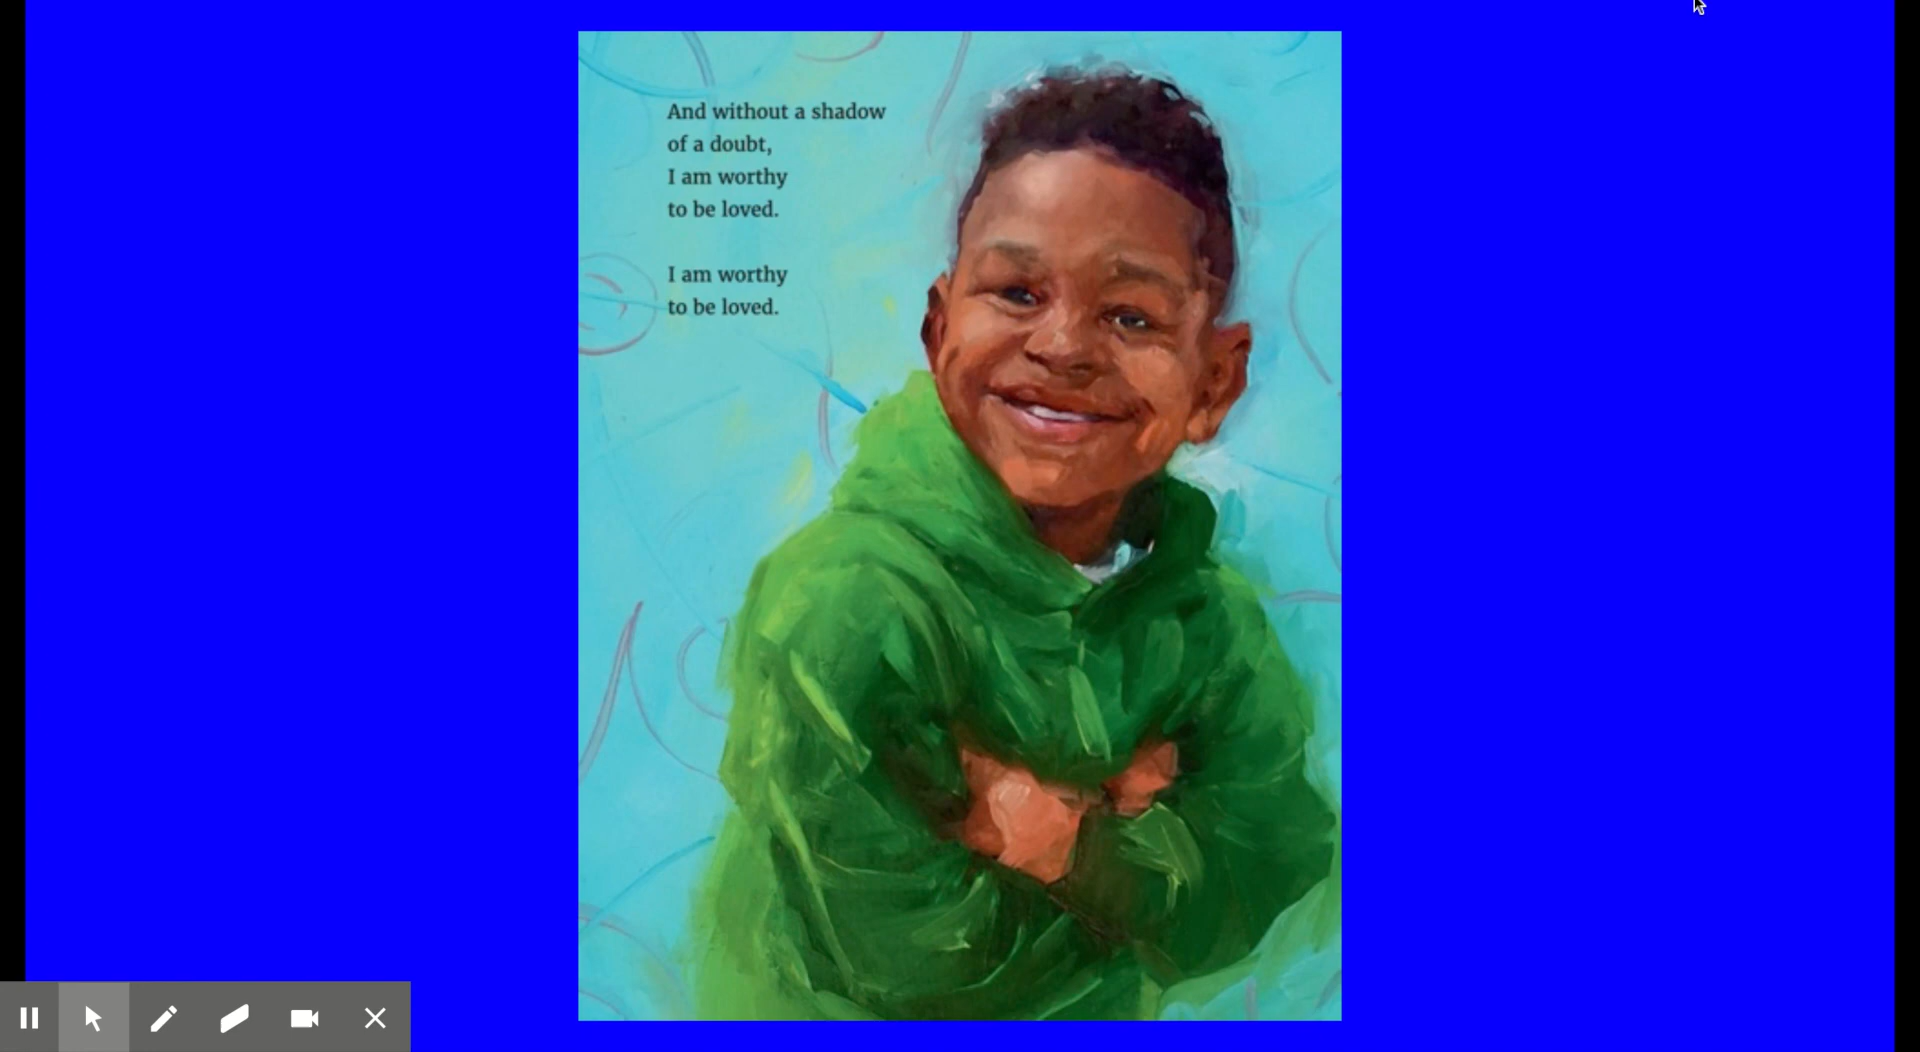 And without a shadow
of a doubt,
I am worthy
to be loved.
I am worthy
to be loved.